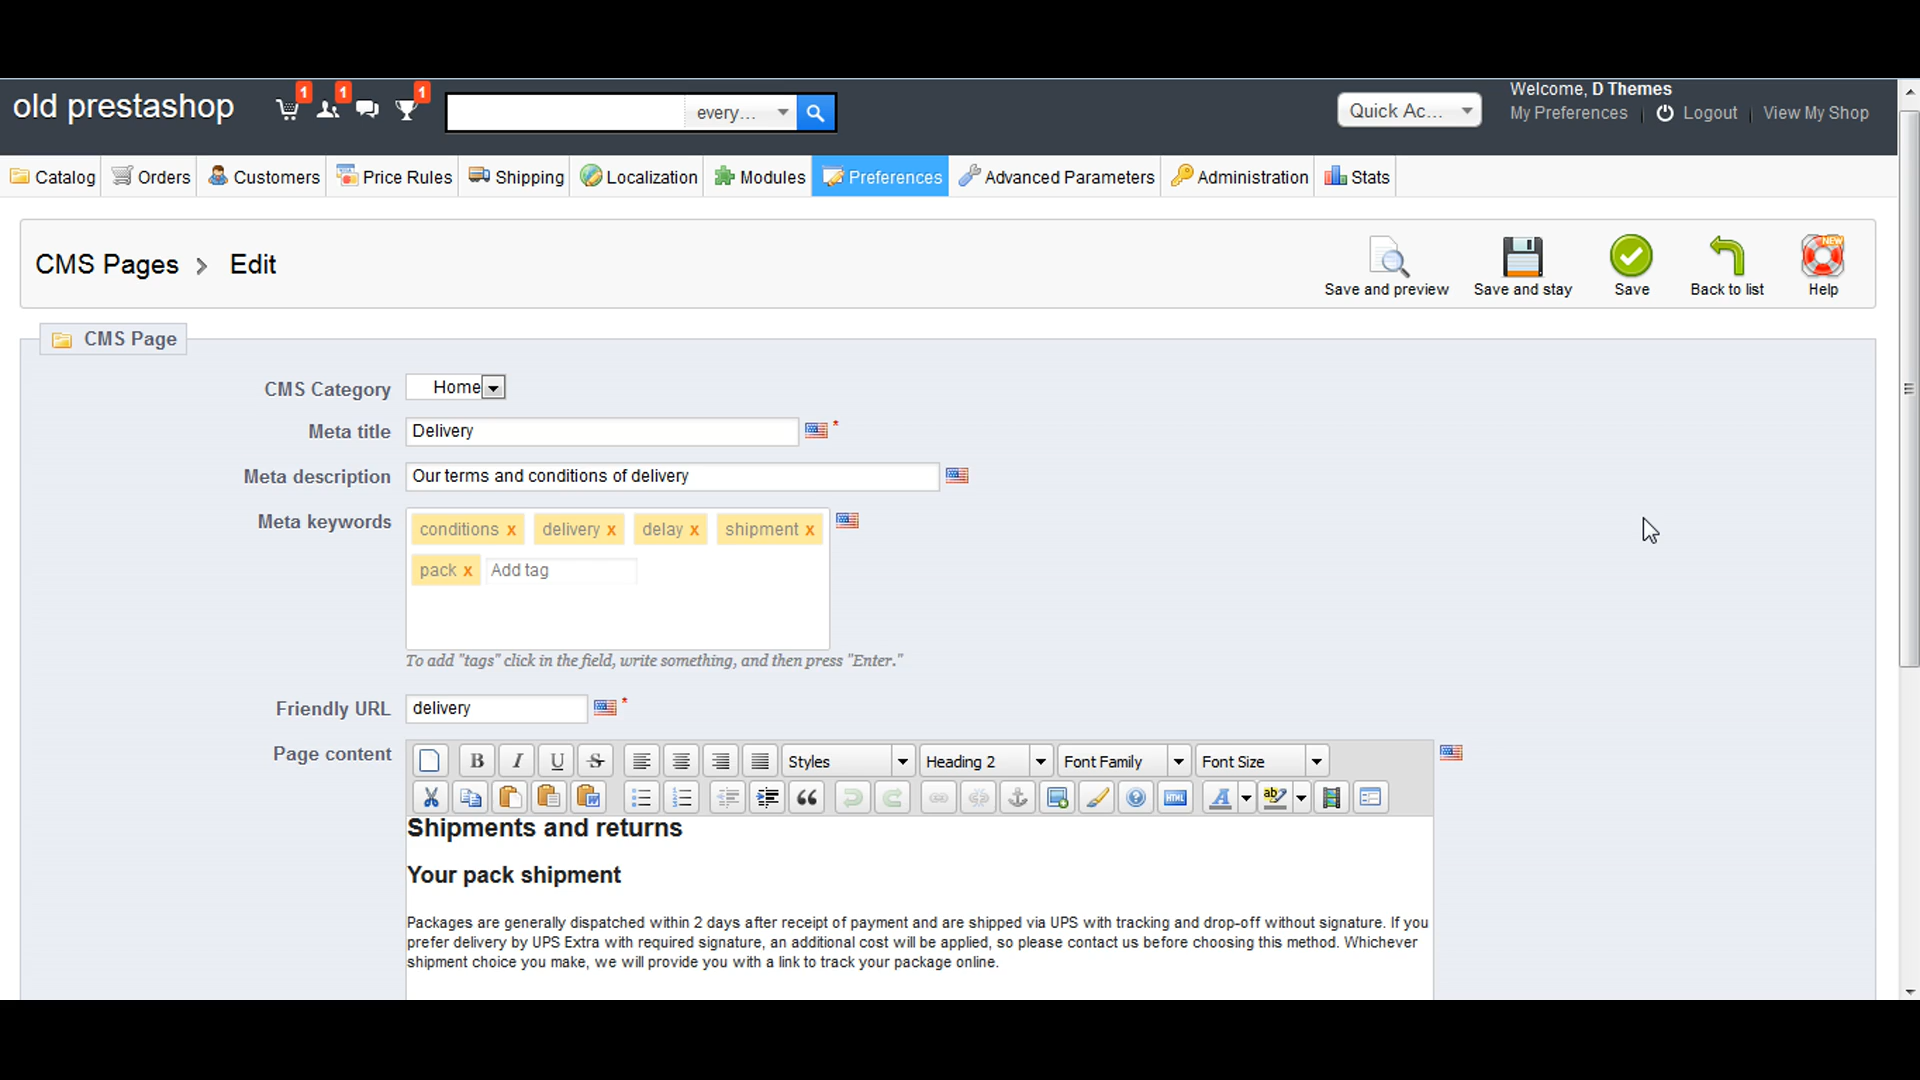 old prestashop
1
1
1
every...
Quick Ac...
Welcome, D Themes
My Preferences
Logout
View My Shop
Catalog
Orders
Customers
Price Rules
Shipping
Localization
Modules
Preferences
Advanced Parameters
Administration
Stats
CMS Pages > Edit
Save and preview
Save and stay
Save
Back to list
NEW
Help
CMS Page
CMS Category
Home
Meta title
Delivery
*
Meta description
Our terms and conditions of delivery
Meta keywords
conditions x
delivery x
delay x
shipment x
pack x
Add tag
To add "tags" click in the field, write something, and then press "Enter."
Friendly URL
delivery
*
Page content
B
I
U
S
Styles
Heading 2
Font Family
Font Size
HTML
A
ab
Shipments and returns
Your pack shipment
Packages are generally dispatched within 2 days after receipt of payment and are shipped via UPS with tracking and drop-off without signature. If you
prefer delivery by UPS Extra with required signature, an additional cost will be applied, so please contact us before choosing this method. Whichever
shipment choice you make, we will provide you with a link to track your package online.